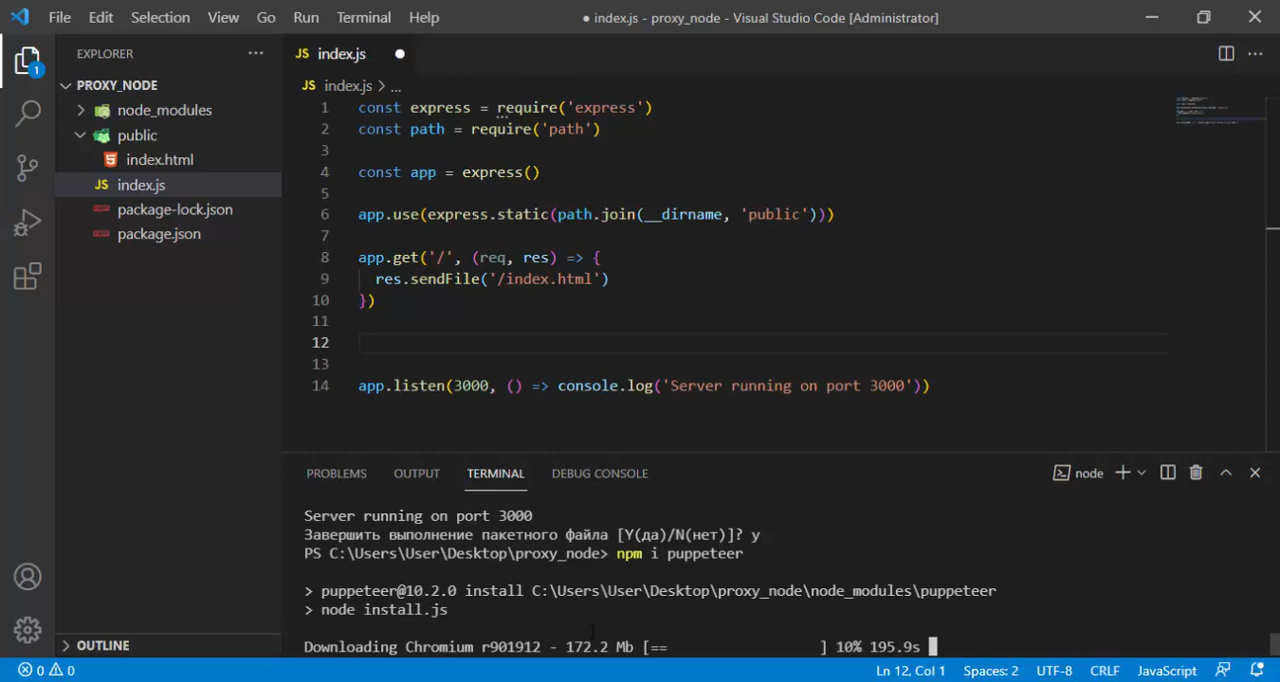 File Edit Selection View Go Run Terminal Help
● index.js - proxy_node - Visual Studio Code [Administrator]
1
EXPLORER
PROXY_NODE
node_modules
public
index.html
JS index.js
package-lock.json
package.json
OUTLINE
JS index.js
JS index.js > ...
1 const express = require('express')
2 const path = require('path')
3
4 const app = express()
5
6 app.use(express.static(path.join(__dirname, 'public')))
7
8 app.get('/', (req, res) => {
9   res.sendFile('/index.html')
10 })
11
12
13
14 app.listen(3000, () => console.log('Server running on port 3000'))
PROBLEMS OUTPUT TERMINAL DEBUG CONSOLE
node
Server running on port 3000
Завершить выполнение пакетного файла [Y(да)/N(нет)]? y
PS C:\Users\User\Desktop\proxy_node> npm i puppeteer
> puppeteer@10.2.0 install C:\Users\User\Desktop\proxy_node\node_modules\puppeteer
> node install.js
Downloading Chromium r901912 - 172.2 Mb [==                  ] 10% 195.9s
0 0
Ln 12, Col 1 Spaces: 2 UTF-8 CRLF JavaScript